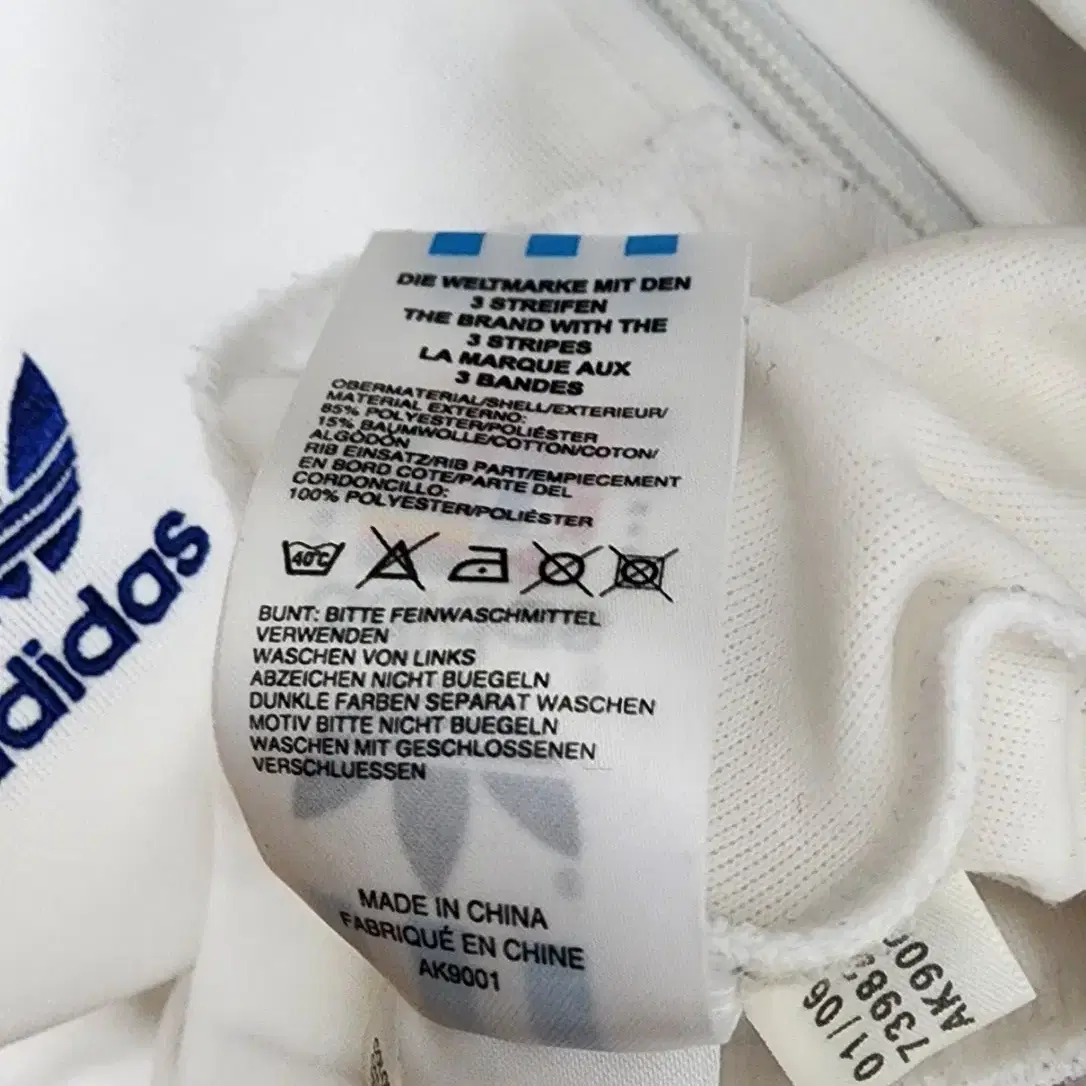 DIE WELTMARKE MIT DEN
3 STREIFEN
THE BRAND WITH THE
3 STRIPES
LA MARQUE AUX
3 BANDES
OBERMATERIAL/SHELL/EXTERIEUR/
MATERIAL EXTERNO:
85% POLYESTER/POLIÉSTER
15% BAUMWOLLE/COTTON/COTON/
ALGODÓN
RIB EINSATZ/RIB PART/EMPIECEMENT
EN BORD COTE/PARTE DEL
CORDONCILLO:
100% POLYESTER/POLIÉSTER
40°C
BUNT: BITTE FEINWASCHMITTEL
VERWENDEN
WASCHEN VON LINKS
ABZEICHEN NICHT BUEGELN
DUNKLE FARBEN SEPARAT WASCHEN
MOTIV BITTE NICHT BUEGELN
WASCHEN MIT GESCHLOSSENEN
VERSCHLUESSEN
MADE IN CHINA
FABRIQUÉ EN CHINE
AK9001
adidas
01/06